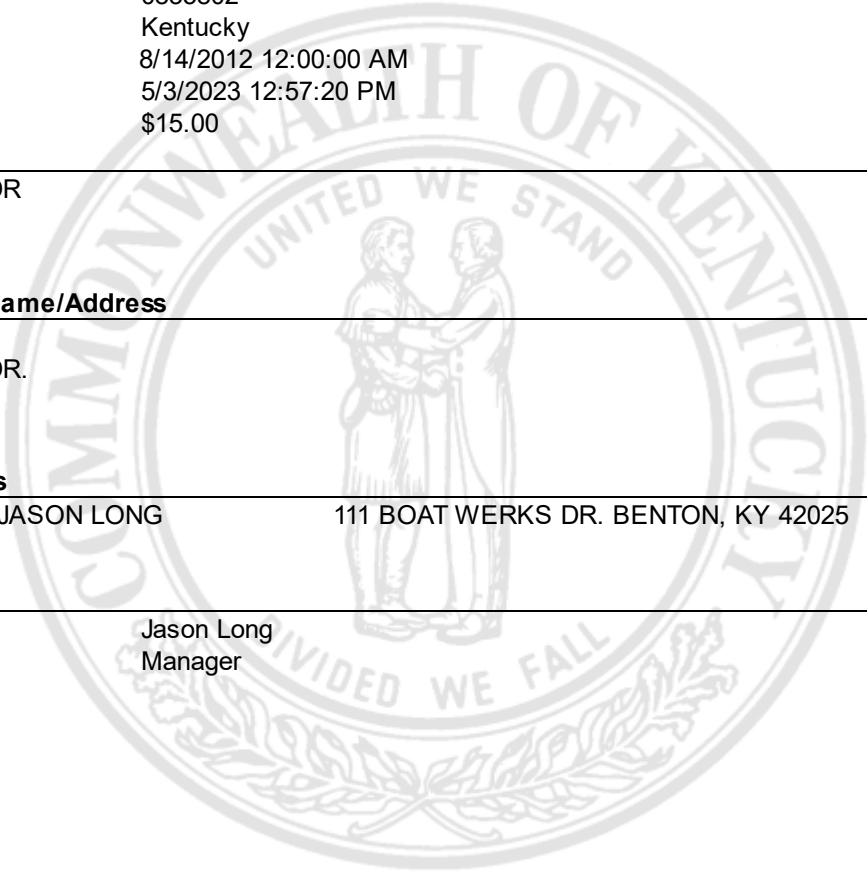 Kentucky
8/14/2012 12:00:00 AM
5/3/2023 12:57:20 PM
$15.00
OR
ame/Address
DR.
s
JASON LONG 111 BOAT WERKS DR. BENTON, KY 42025
Jason Long
Manager
COMMONWEALTH OF KENTUCKY
UNITED WE STAND
DIVIDED WE FALL